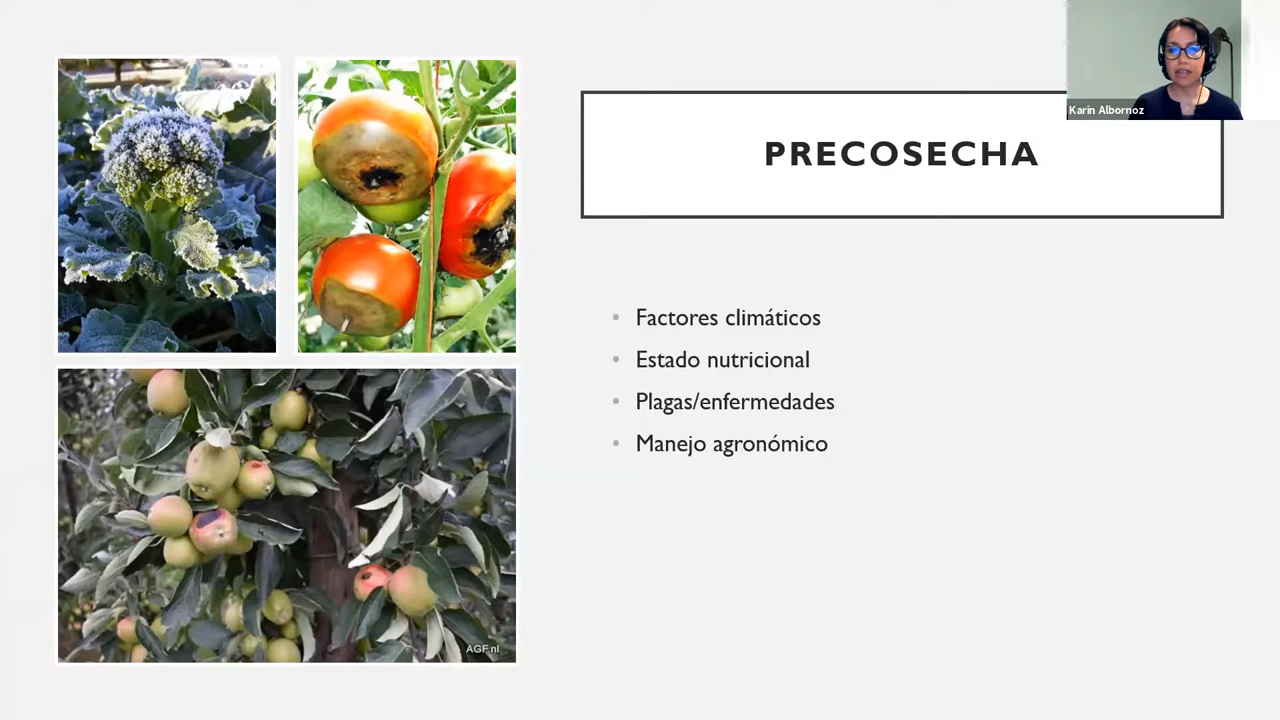 Karin Albornoz
PRECOSECHA
• Factores climáticos
• Estado nutricional
• Plagas/enfermedades
• Manejo agronómico
AGF.nl